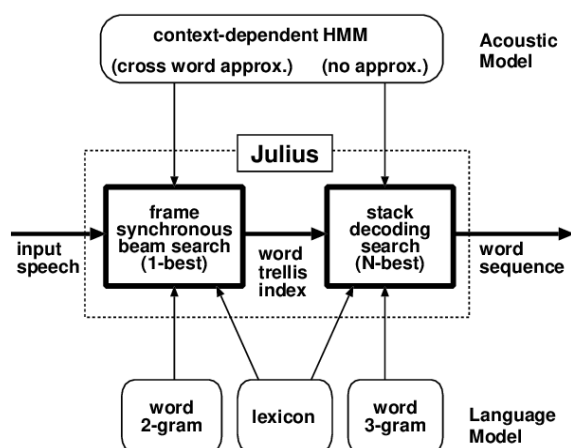 context-dependent HMM
(cross word approx.) (no approx.)
Acoustic
Model
Julius
frame
synchronous
beam search
(1-best)
stack
decoding
search
(N-best)
input
speech
word
trellis
index
word
sequence
word
2-gram
lexicon
word
3-gram
Language
Model